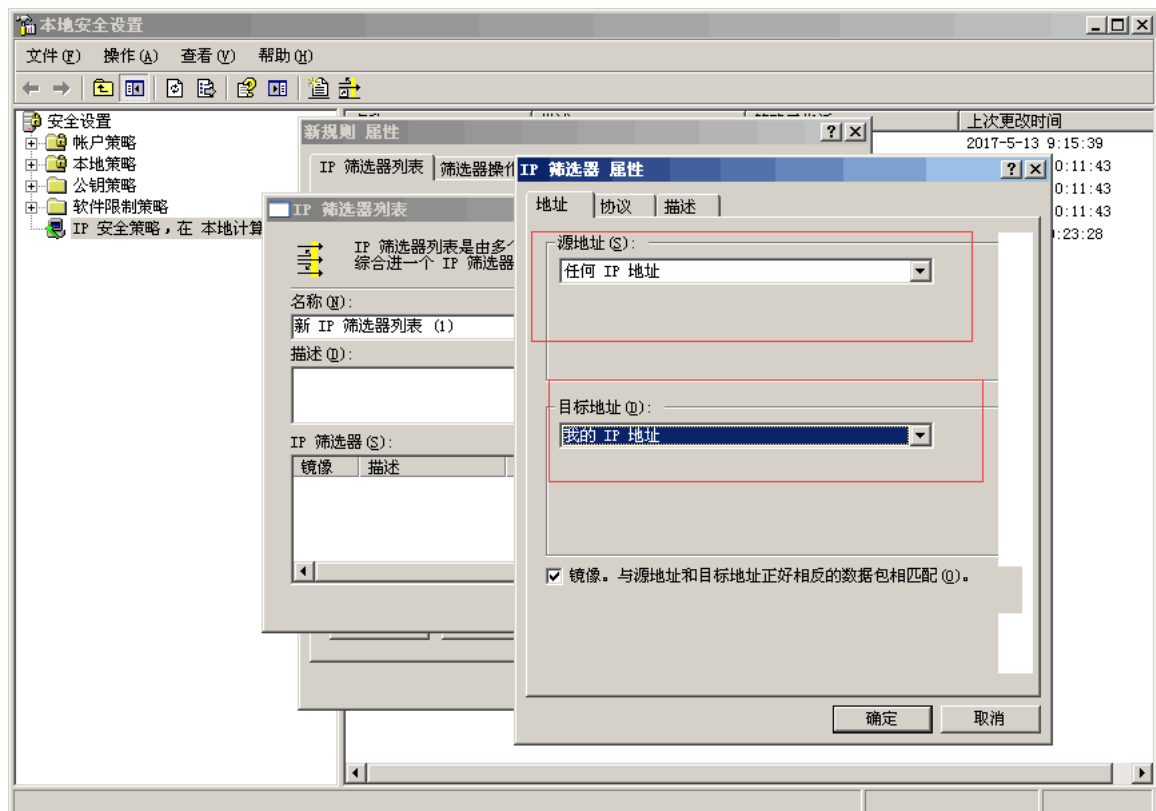 本地安全设置
文件(F) 操作(A) 查看(V) 帮助(H)
安全设置
帐户策略
本地策略
公钥策略
软件限制策略
IP 安全策略，在 本地计算
上次更改时间
2017-5-13 9:15:39
0:11:43
0:11:43
0:11:43
:23:28
新规则 属性
IP 筛选器列表 筛选器操作
IP 筛选器列表
IP 筛选器列表是由多个
综合进一个 IP 筛选器
名称(N):
新 IP 筛选器列表 (1)
描述(D):
IP 筛选器(S):
镜像 描述
IP 筛选器 属性
地址 协议 描述
源地址(S):
任何 IP 地址
目标地址(D):
我的 IP 地址
镜像。与源地址和目标地址正好相反的数据包相匹配(O)。
确定 取消